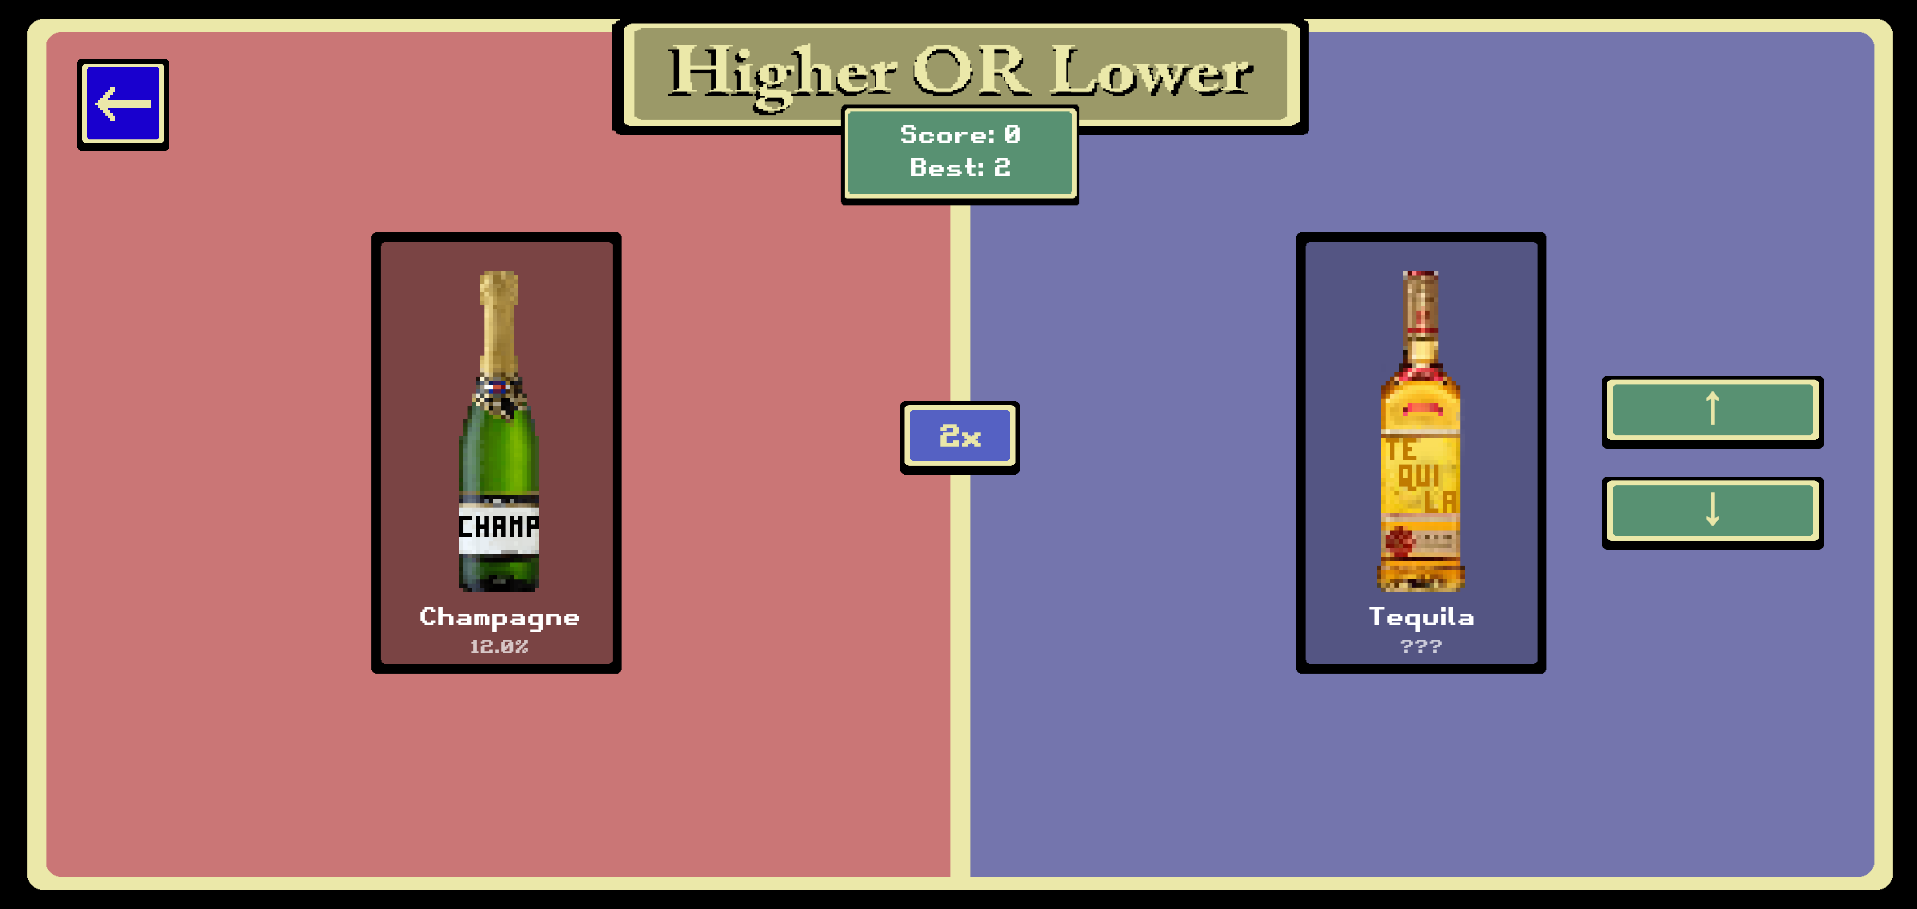 Higher OR Lower
Score: 0
Best: 2
←
2x
CHAMP
Champagne
12.0%
TE
QUI
LA
Tequila
???
↑
↓